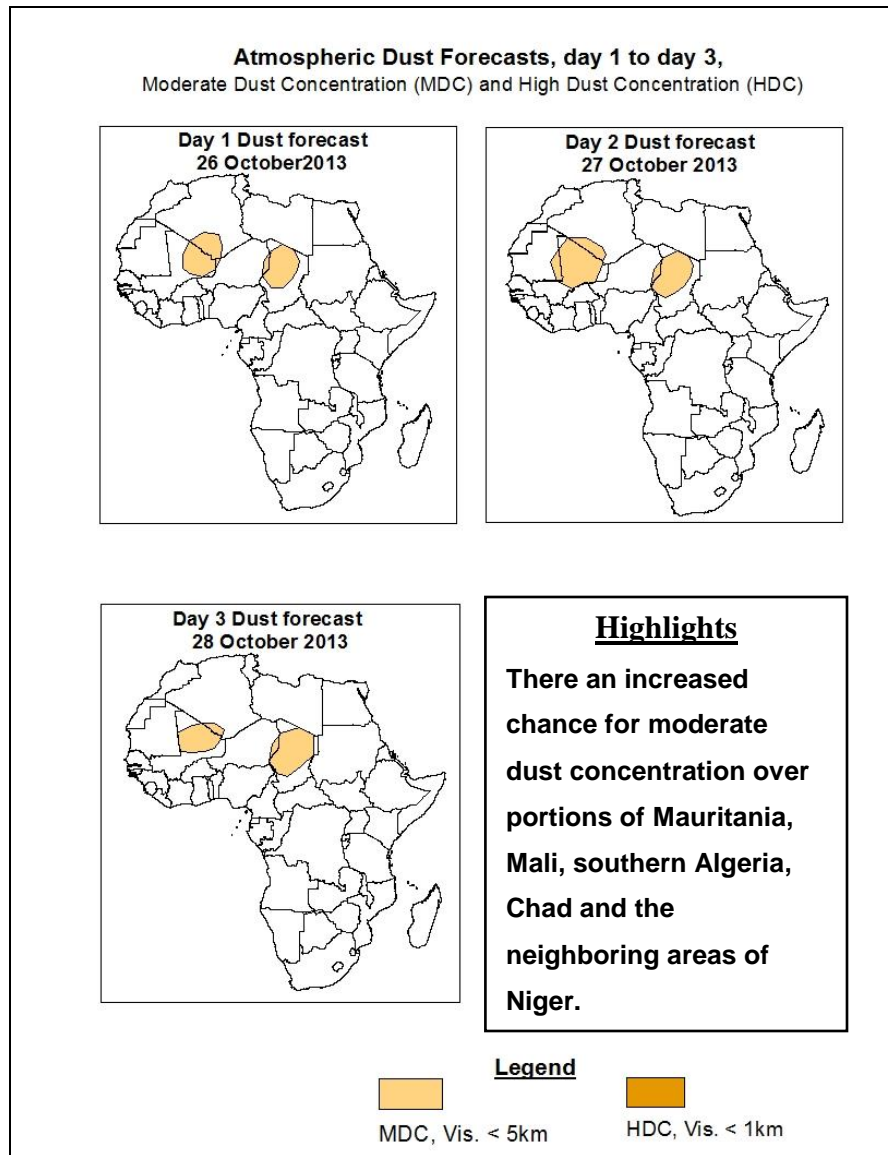 Atmospheric Dust Forecasts, day 1 to day 3,
Moderate Dust Concentration (MDC) and High Dust Concentration (HDC)
Day 1 Dust forecast
26 October2013
Day 2 Dust forecast
27 October 2013
Day 3 Dust forecast
28 October 2013
Highlights
There an increased
chance for moderate
dust concentration over
portions of Mauritania,
Mali, southern Algeria,
Chad and the
neighboring areas of
Niger.
Legend
MDC, Vis. < 5km
HDC, Vis. < 1km